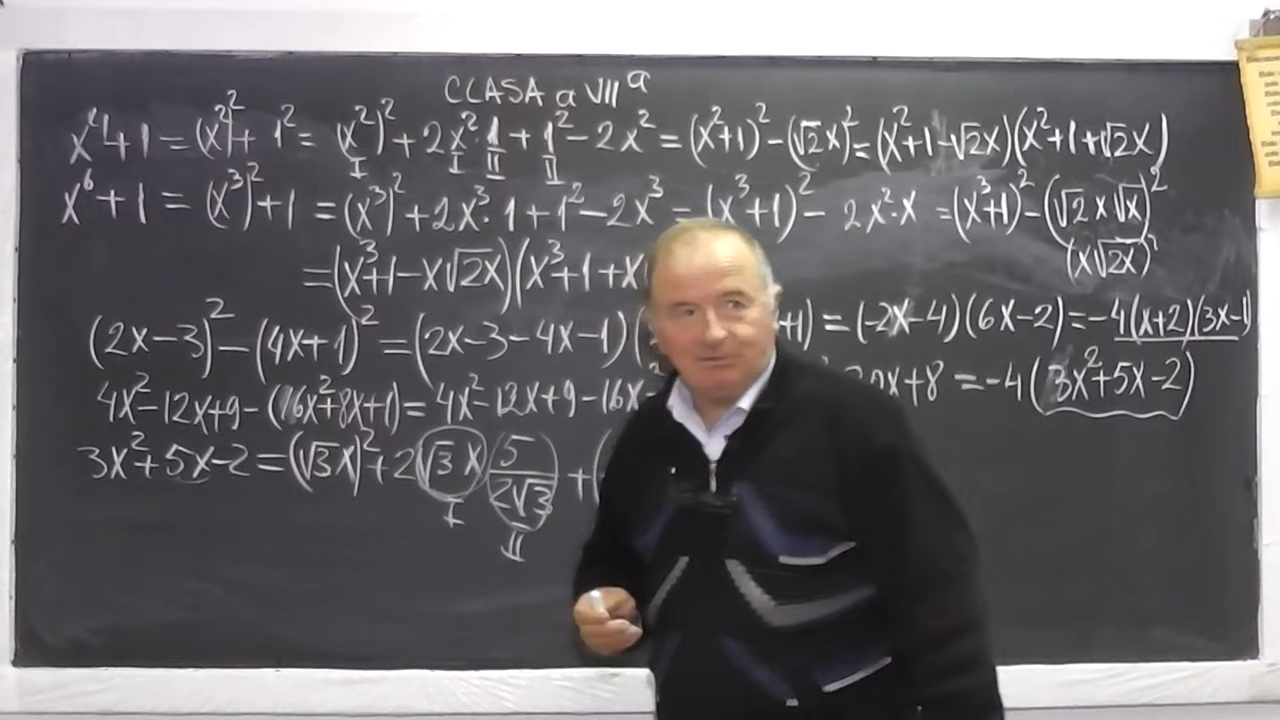 CLASA a VII a
x⁴+1 = (x²)²+ 1² = (x²)² + 2x²·1 + 1² - 2x² = (x²+1)² - (√2x)² = (x²+1-√2x)(x²+1+√2x)
I I II II
x⁶+1 = (x³)²+1 = (x³)²+2x³·1+1²-2x³ = (x³+1)² - 2x²·x = (x³+1)² - (√2x√x)²
(x√2x)²
=(x³+1-x√2x)(x³+1+x
(2x-3)² - (4x+1)² = (2x-3-4x-1)( +1) = (-2x-4)(6x-2) = -4(x+2)(3x-1)
4x²-12x+9-(16x²+8x+1) = 4x²-12x+9-16x² x+8 = -4(3x²+5x-2)
3x²+5x-2 = (√3x)²+2√3x 5/2√3 +(
I
II